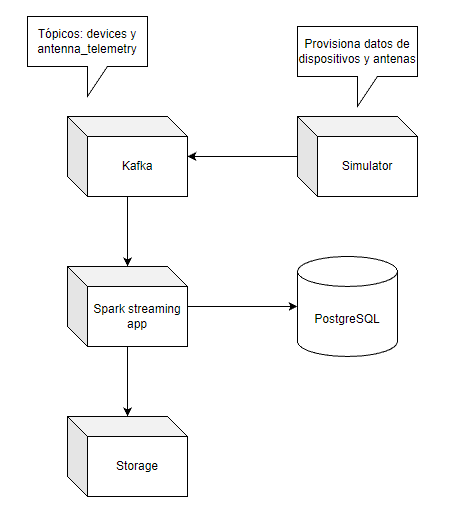 Tópicos: devices y
antenna_telemetry
Provisiona datos de
dispositivos y antenas
Kafka
Simulator
Spark streaming
app
PostgreSQL
Storage